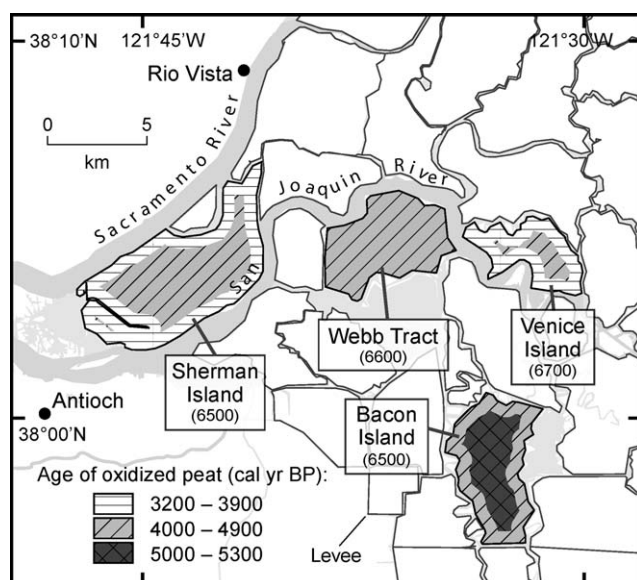 38°10'N
121°45'W
121°30'W
Rio Vista
0 5
km
Sacramento River
San Joaquin River
Sherman
Island
(6500)
Webb Tract
(6600)
Venice
Island
(6700)
Bacon
Island
(6500)
Antioch
38°00'N
Age of oxidized peat (cal yr BP):
3200 – 3900
4000 – 4900
5000 – 5300
Levee